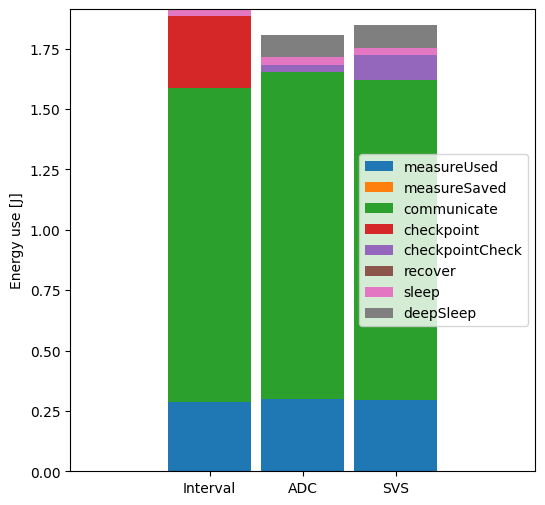 Energy use [J]
1.75
1.50
1.25
1.00
0.75
0.50
0.25
0.00
measureUsed
measureSaved
communicate
checkpoint
checkpointCheck
recover
sleep
deepSleep
Interval
ADC
SVS